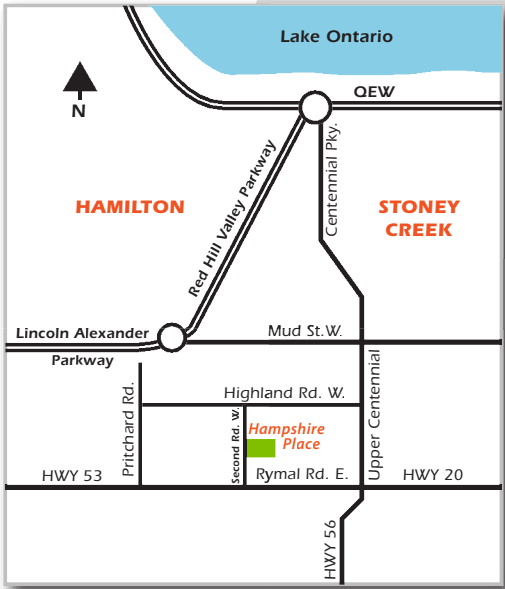 Lake Ontario
QEW
N
Centennial Pky.
Red Hill Valley Parkway
HAMILTON
STONEY
CREEK
Lincoln Alexander
Parkway
Mud St.W.
Upper Centennial
Pritchard Rd.
Highland Rd. W.
Second Rd. W.
Hampshire
Place
HWY 53
Rymal Rd. E.
HWY 20
HWY 56